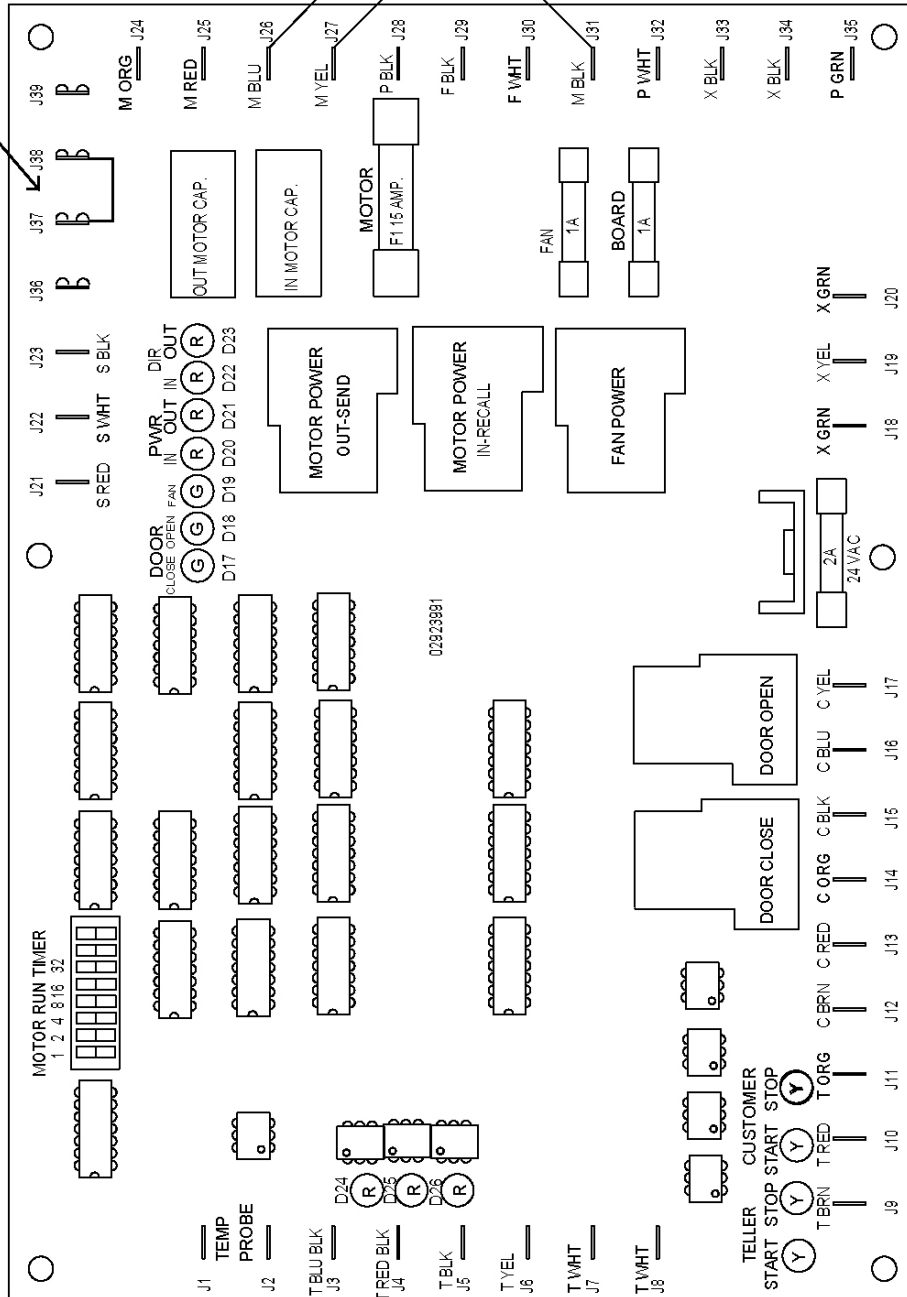 J21 J22 J23 J36 J37 J38 J39
MOTOR RUN TIMER
1 2 4 8 16 32
S RED S WHT S BLK
M ORG J24
DOOR PWR DIR
CLOSE OPEN FAN IN OUT IN OUT
G G G R R R R
D17 D18 D19 D20 D21 D22 D23
OUT MOTOR CAP.
M RED J25
J1
TEMP
PROBE
J2
IN MOTOR CAP.
M BLU J26
T BLU BLK
J3
M YEL J27
MOTOR POWER
OUT-SEND
MOTOR
F1 15 AMP.
P BLK J28
D24 R
T RED BLK
J4
D25 R
02923991
MOTOR POWER
IN-RECALL
F BLK J29
D26 R
T BLK
J5
T YEL
J6
F WHT J30
FAN
1A
M BLK J31
T WHT
J7
FAN POWER
BOARD
1A
P WHT J32
T WHT
J8
X BLK J33
DOOR CLOSE
DOOR OPEN
X BLK J34
TELLER CUSTOMER
START STOP START STOP
Y Y Y Y
2A
24 VAC
P GRN J35
T BRN T RED T ORG C BRN C RED C ORG C BLK C BLU C YEL X GRN X YEL X GRN
J9 J10 J11 J12 J13 J14 J15 J16 J17 J18 J19 J20